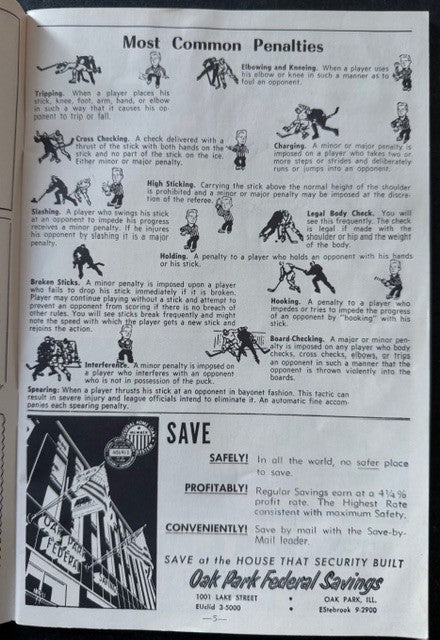 Most Common Penalties
Tripping. When a player places his
stick, knee, foot, arm, hand, or elbow
in such a way that it causes his op-
ponent to trip or fall.
Elbowing and Kneeing. When a player uses
his elbow or knee in such a manner as to
foul an opponent.
Cross Checking. A check delivered with a
thrust of the stick with both hands on the
stick and no part of the stick on the ice.
Either minor or major penalty.
Charging. A minor or major penalty is
imposed on a player who takes two or
more steps or strides and deliberately
runs or jumps into an opponent.
High Sticking. Carrying the stick above the normal height of the shoulder
is prohibited and a minor or major penalty may be imposed at the discre-
tion of the referee.
Slashing. A player who swings his stick
at an opponent to impede his progress
receives a minor penalty. If he injures
his opponent by slashing it is a major
penalty.
Legal Body Check. You will
see this frequently. The check
is legal if made with the
shoulder or hip and the weight
of the body.
Holding. A penalty to a player who holds an opponent with his hands
or his stick.
Broken Sticks. A minor penalty is imposed upon a player
who fails to drop his stick immediately if it is broken.
Player may continue playing without a stick and attempt to
prevent an opponent from scoring if there is no breach of
other rules. You will see sticks break frequently and might
note the speed with which the player gets a new stick and
rejoins the action.
Hooking. A penalty to a player who
impedes or tries to impede the progress
of an opponent by "hooking" with his
stick.
Interference. A minor penalty is imposed on
a player who interferes with an opponent
who is not in possession of the puck.
Board-Checking. A major or minor pen-
alty is imposed on any player who body
checks, cross checks, elbows, or trips
an opponent in such a manner that the
opponent is thrown violently into the
boards.
Spearing: When a player thrusts his stick at an opponent in bayonet fashion. This tactic can
result in severe injury and league officials intend to eliminate it. An automatic fine accom-
panies each spearing penalty.
OAK PARK
FEDERAL
SAVE
SAFELY! In all the world, no safer place
to save.
PROFITABLY! Regular Savings earn at a 4¼%
profit rate. The Highest Rate
consistent with maximum Safety.
CONVENIENTLY! Save by mail with the Save-by-
Mail leader.
SAVE at the HOUSE THAT SECURITY BUILT
Oak Park Federal Savings
1001 LAKE STREET • OAK PARK, ILL.
EUclid 3-5000 • EStebrook 9-2900
—5—